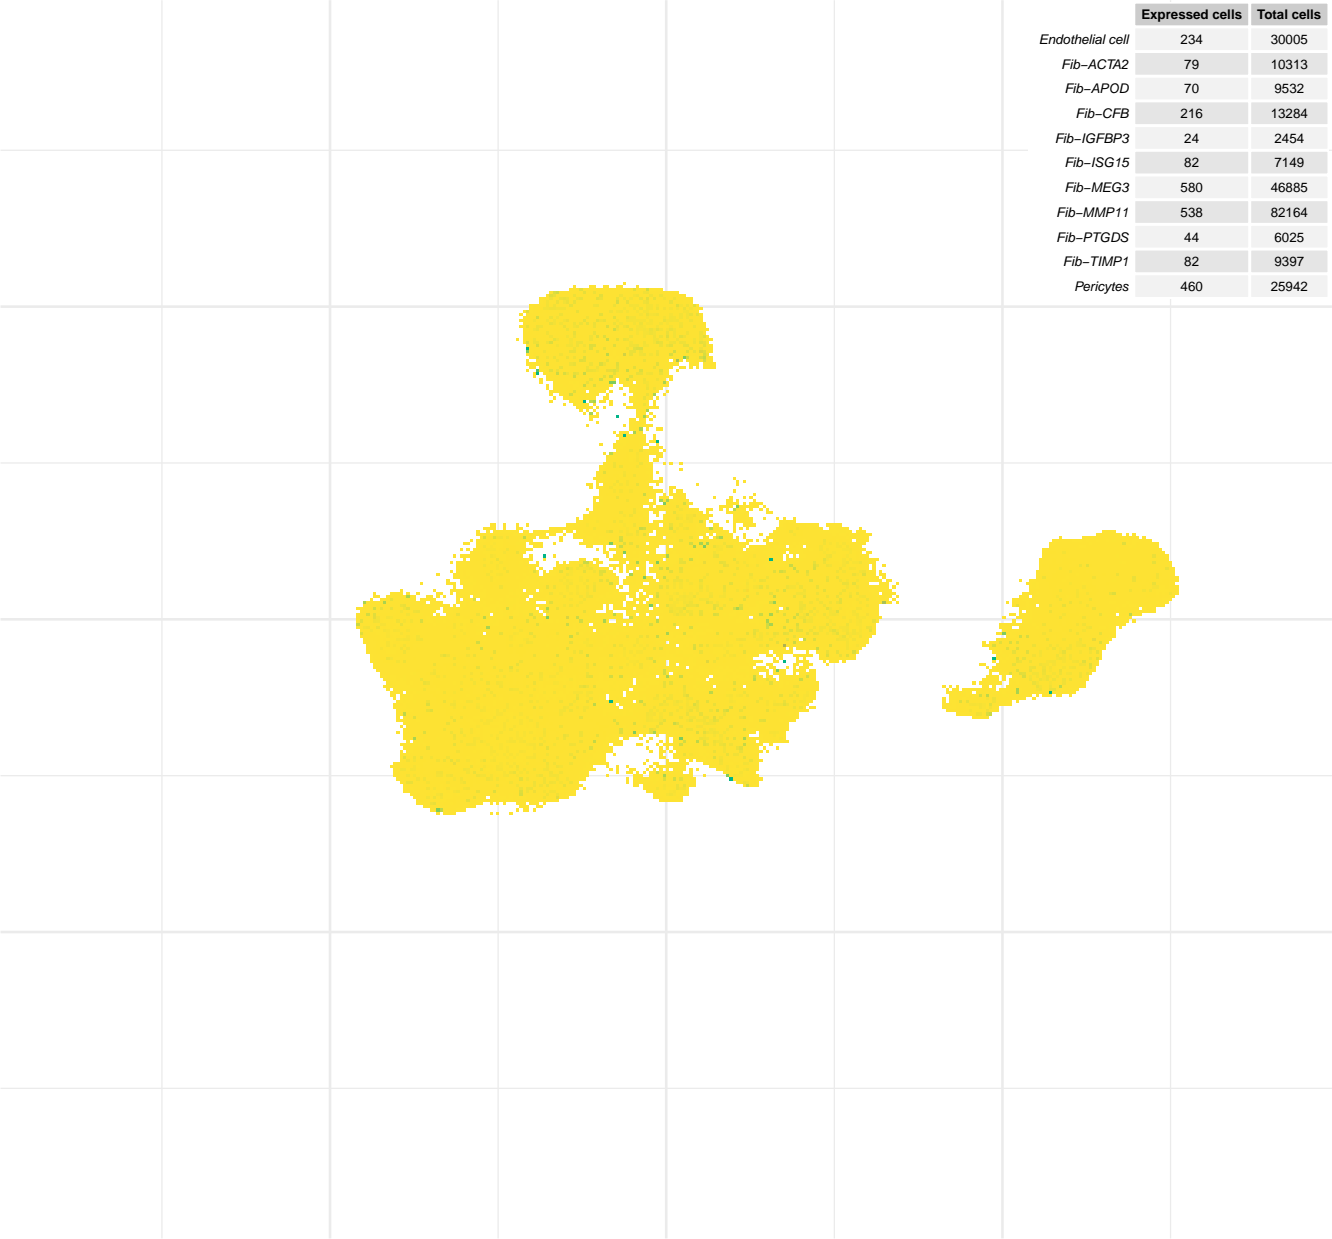 Expressed cells Total cells
Endothelial cell 234 30005
Fib−ACTA2 79 10313
Fib−APOD 70 9532
Fib−CFB 216 13284
Fib−IGFBP3 24 2454
Fib−ISG15 82 7149
Fib−MEG3 580 46885
Fib−MMP11 538 82164
Fib−PTGDS 44 6025
Fib−TIMP1 82 9397
Pericytes 460 25942